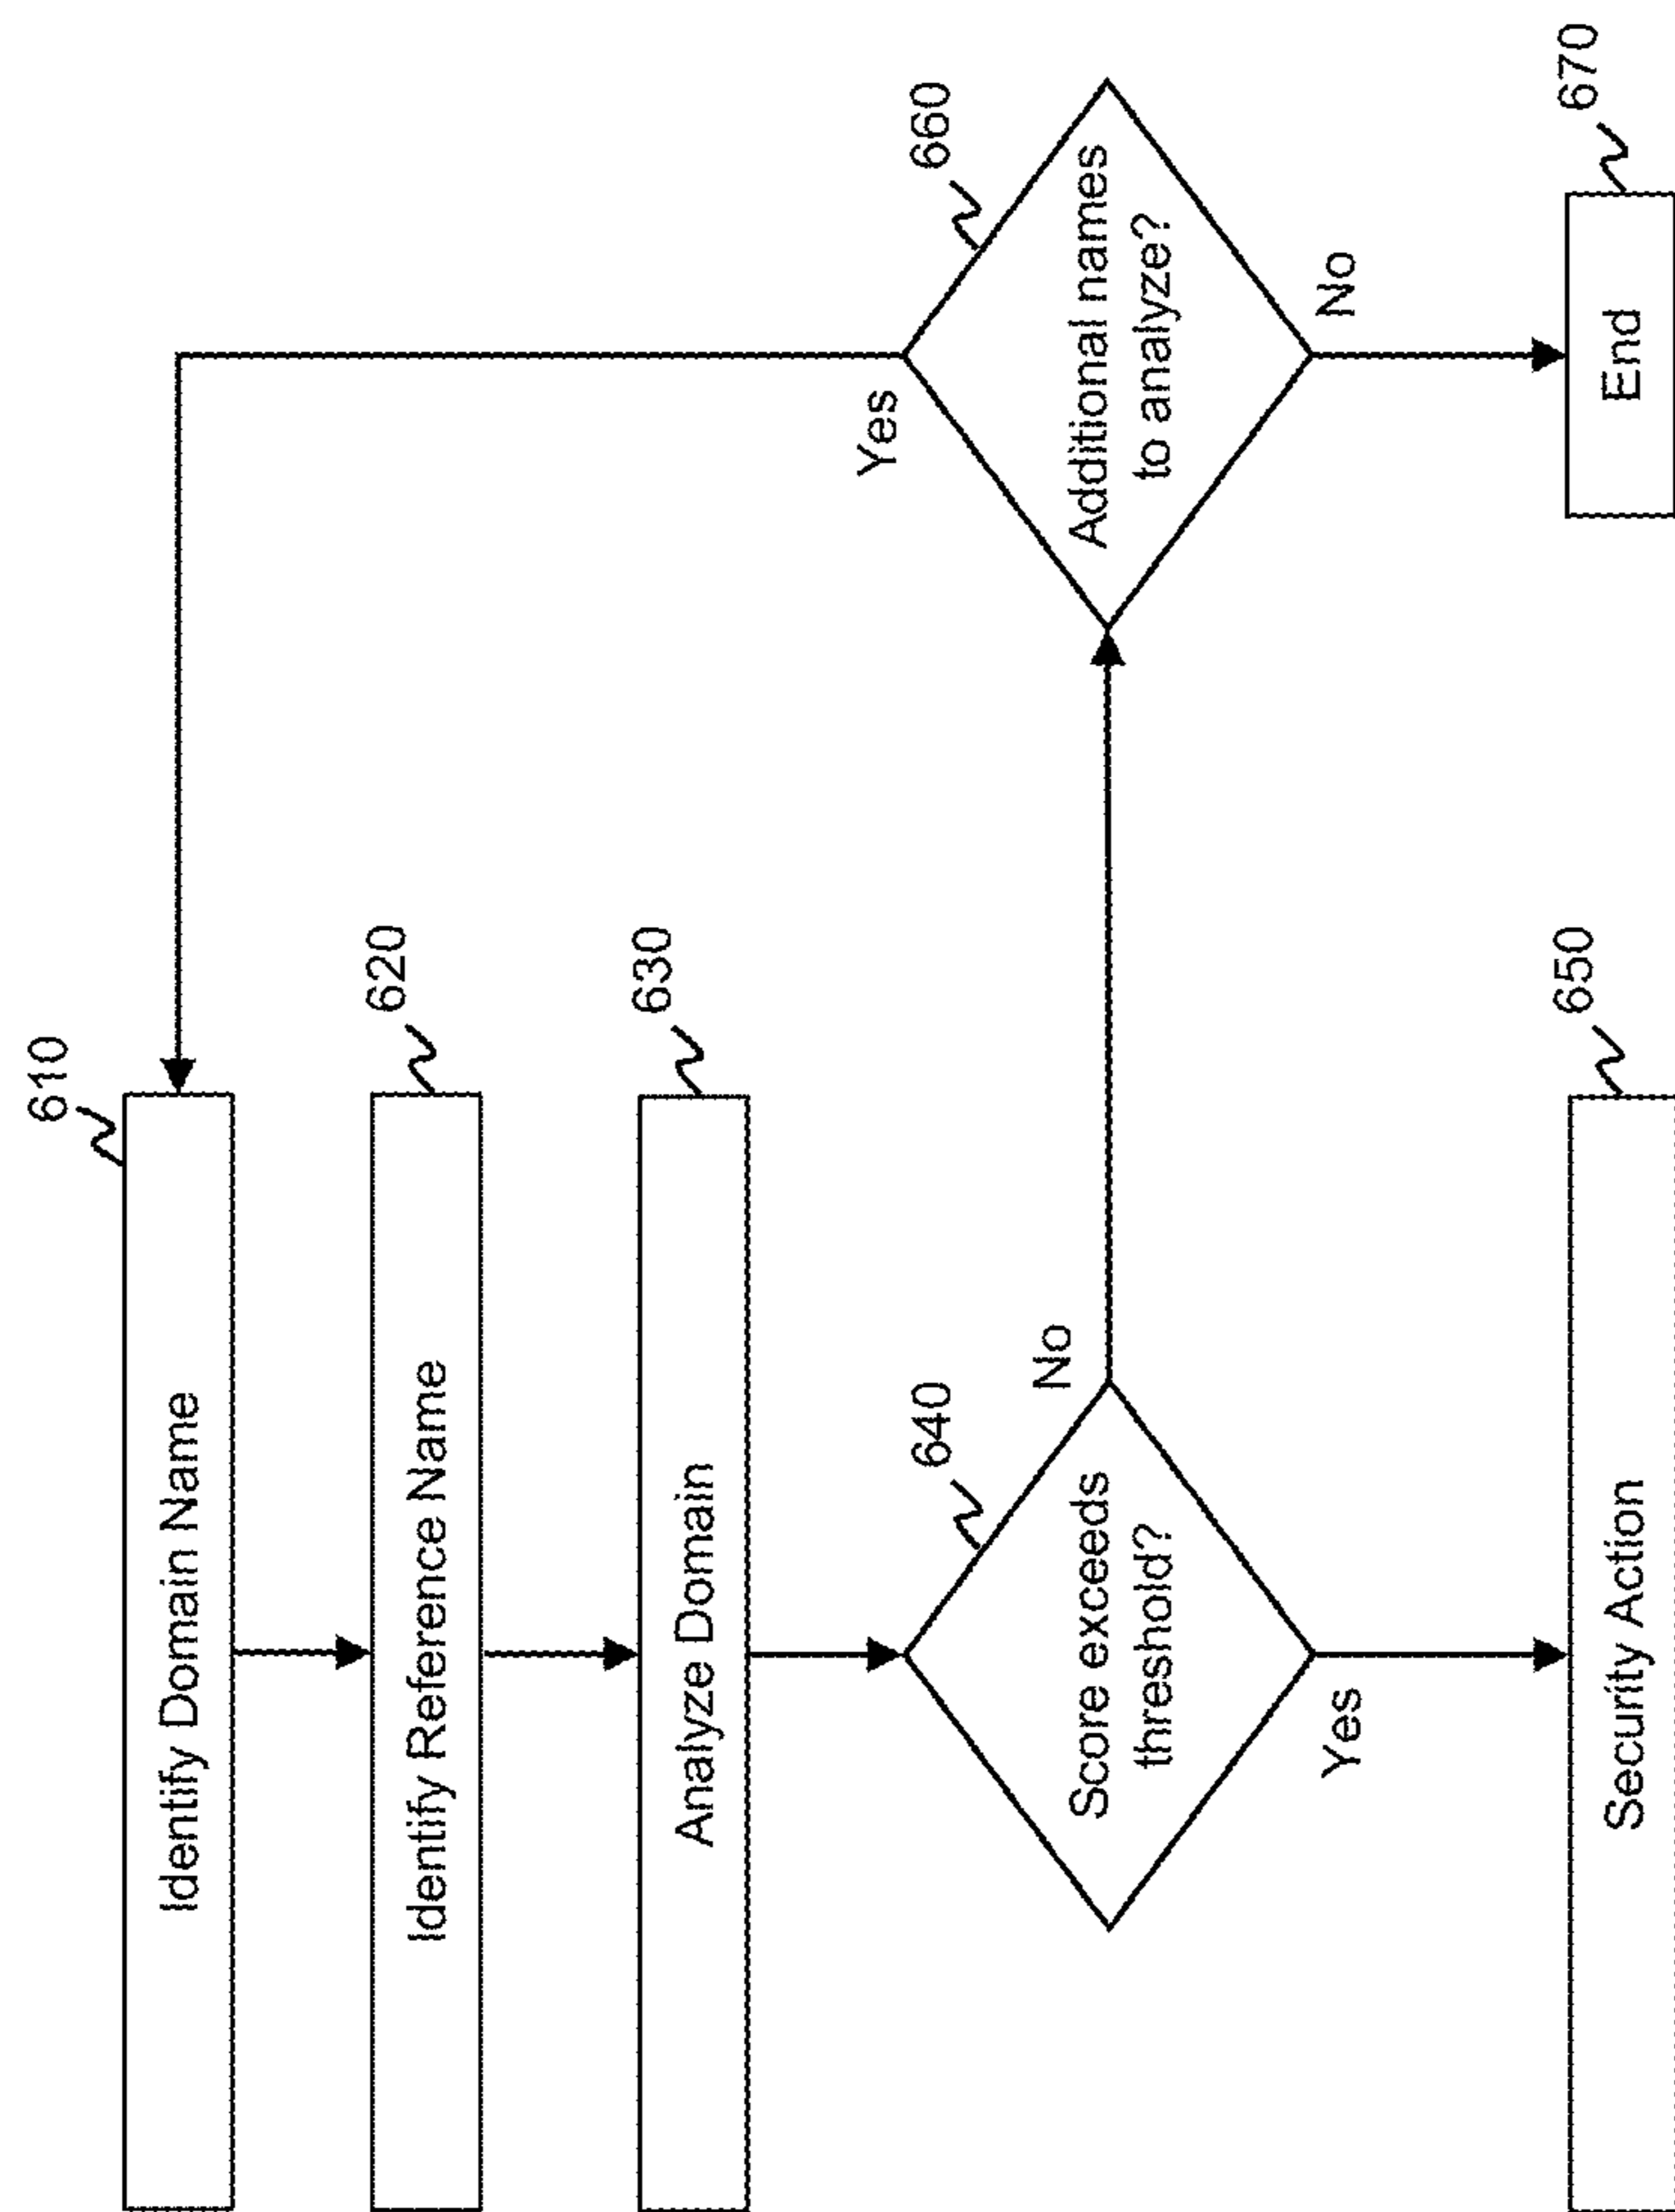 610
Identify Domain Name
620
Identify Reference Name
630
Analyze Domain
640
Score exceeds
threshold?
No
Yes
650
Security Action
660
Additional names
to analyze?
Yes
No
670
End